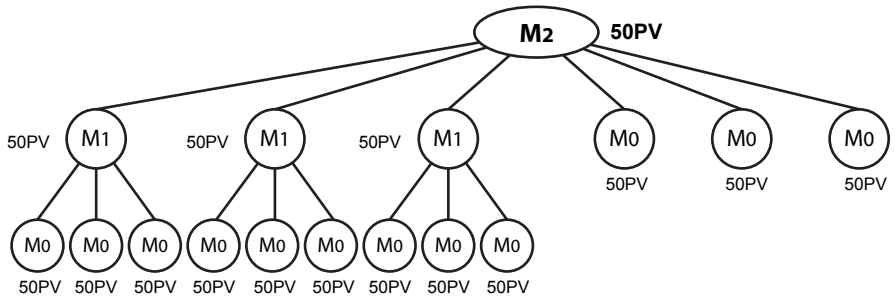 M2 50PV
50PV M1 50PV M1 50PV M1 M0 M0 M0
50PV 50PV 50PV
M0 M0 M0 M0 M0 M0 M0 M0 M0
50PV 50PV 50PV 50PV 50PV 50PV 50PV 50PV 50PV